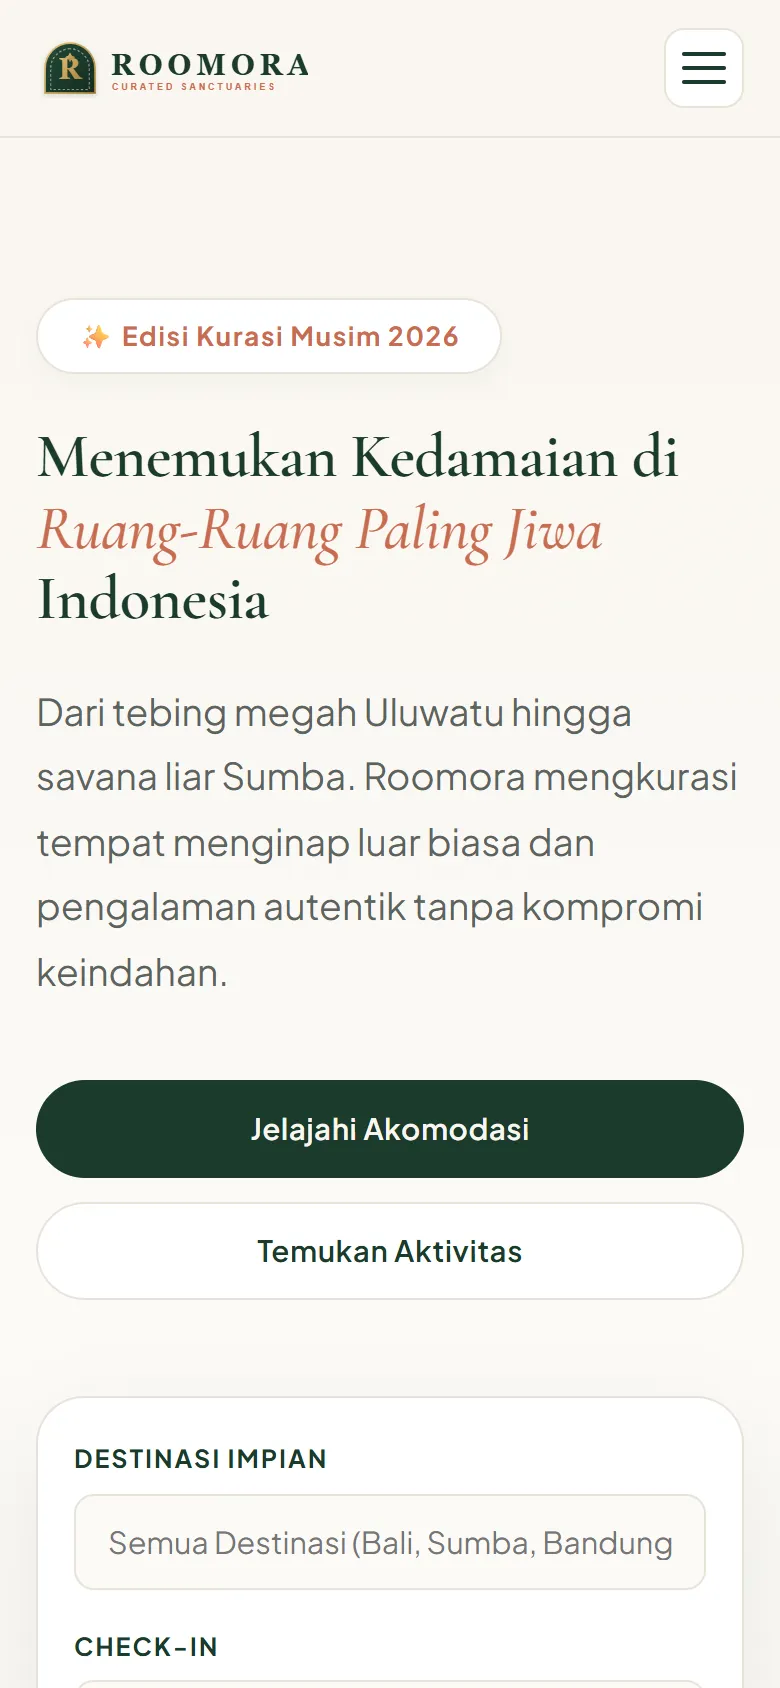 R
ROOMORA
CURATED SANCTUARIES
✨ Edisi Kurasi Musim 2026
Menemukan Kedamaian di
Ruang-Ruang Paling Jiwa
Indonesia
Dari tebing megah Uluwatu hingga
savana liar Sumba. Roomora mengkurasi
tempat menginap luar biasa dan
pengalaman autentik tanpa kompromi
keindahan.
Jelajahi Akomodasi
Temukan Aktivitas
DESTINASI IMPIAN
Semua Destinasi (Bali, Sumba, Bandung
CHECK-IN